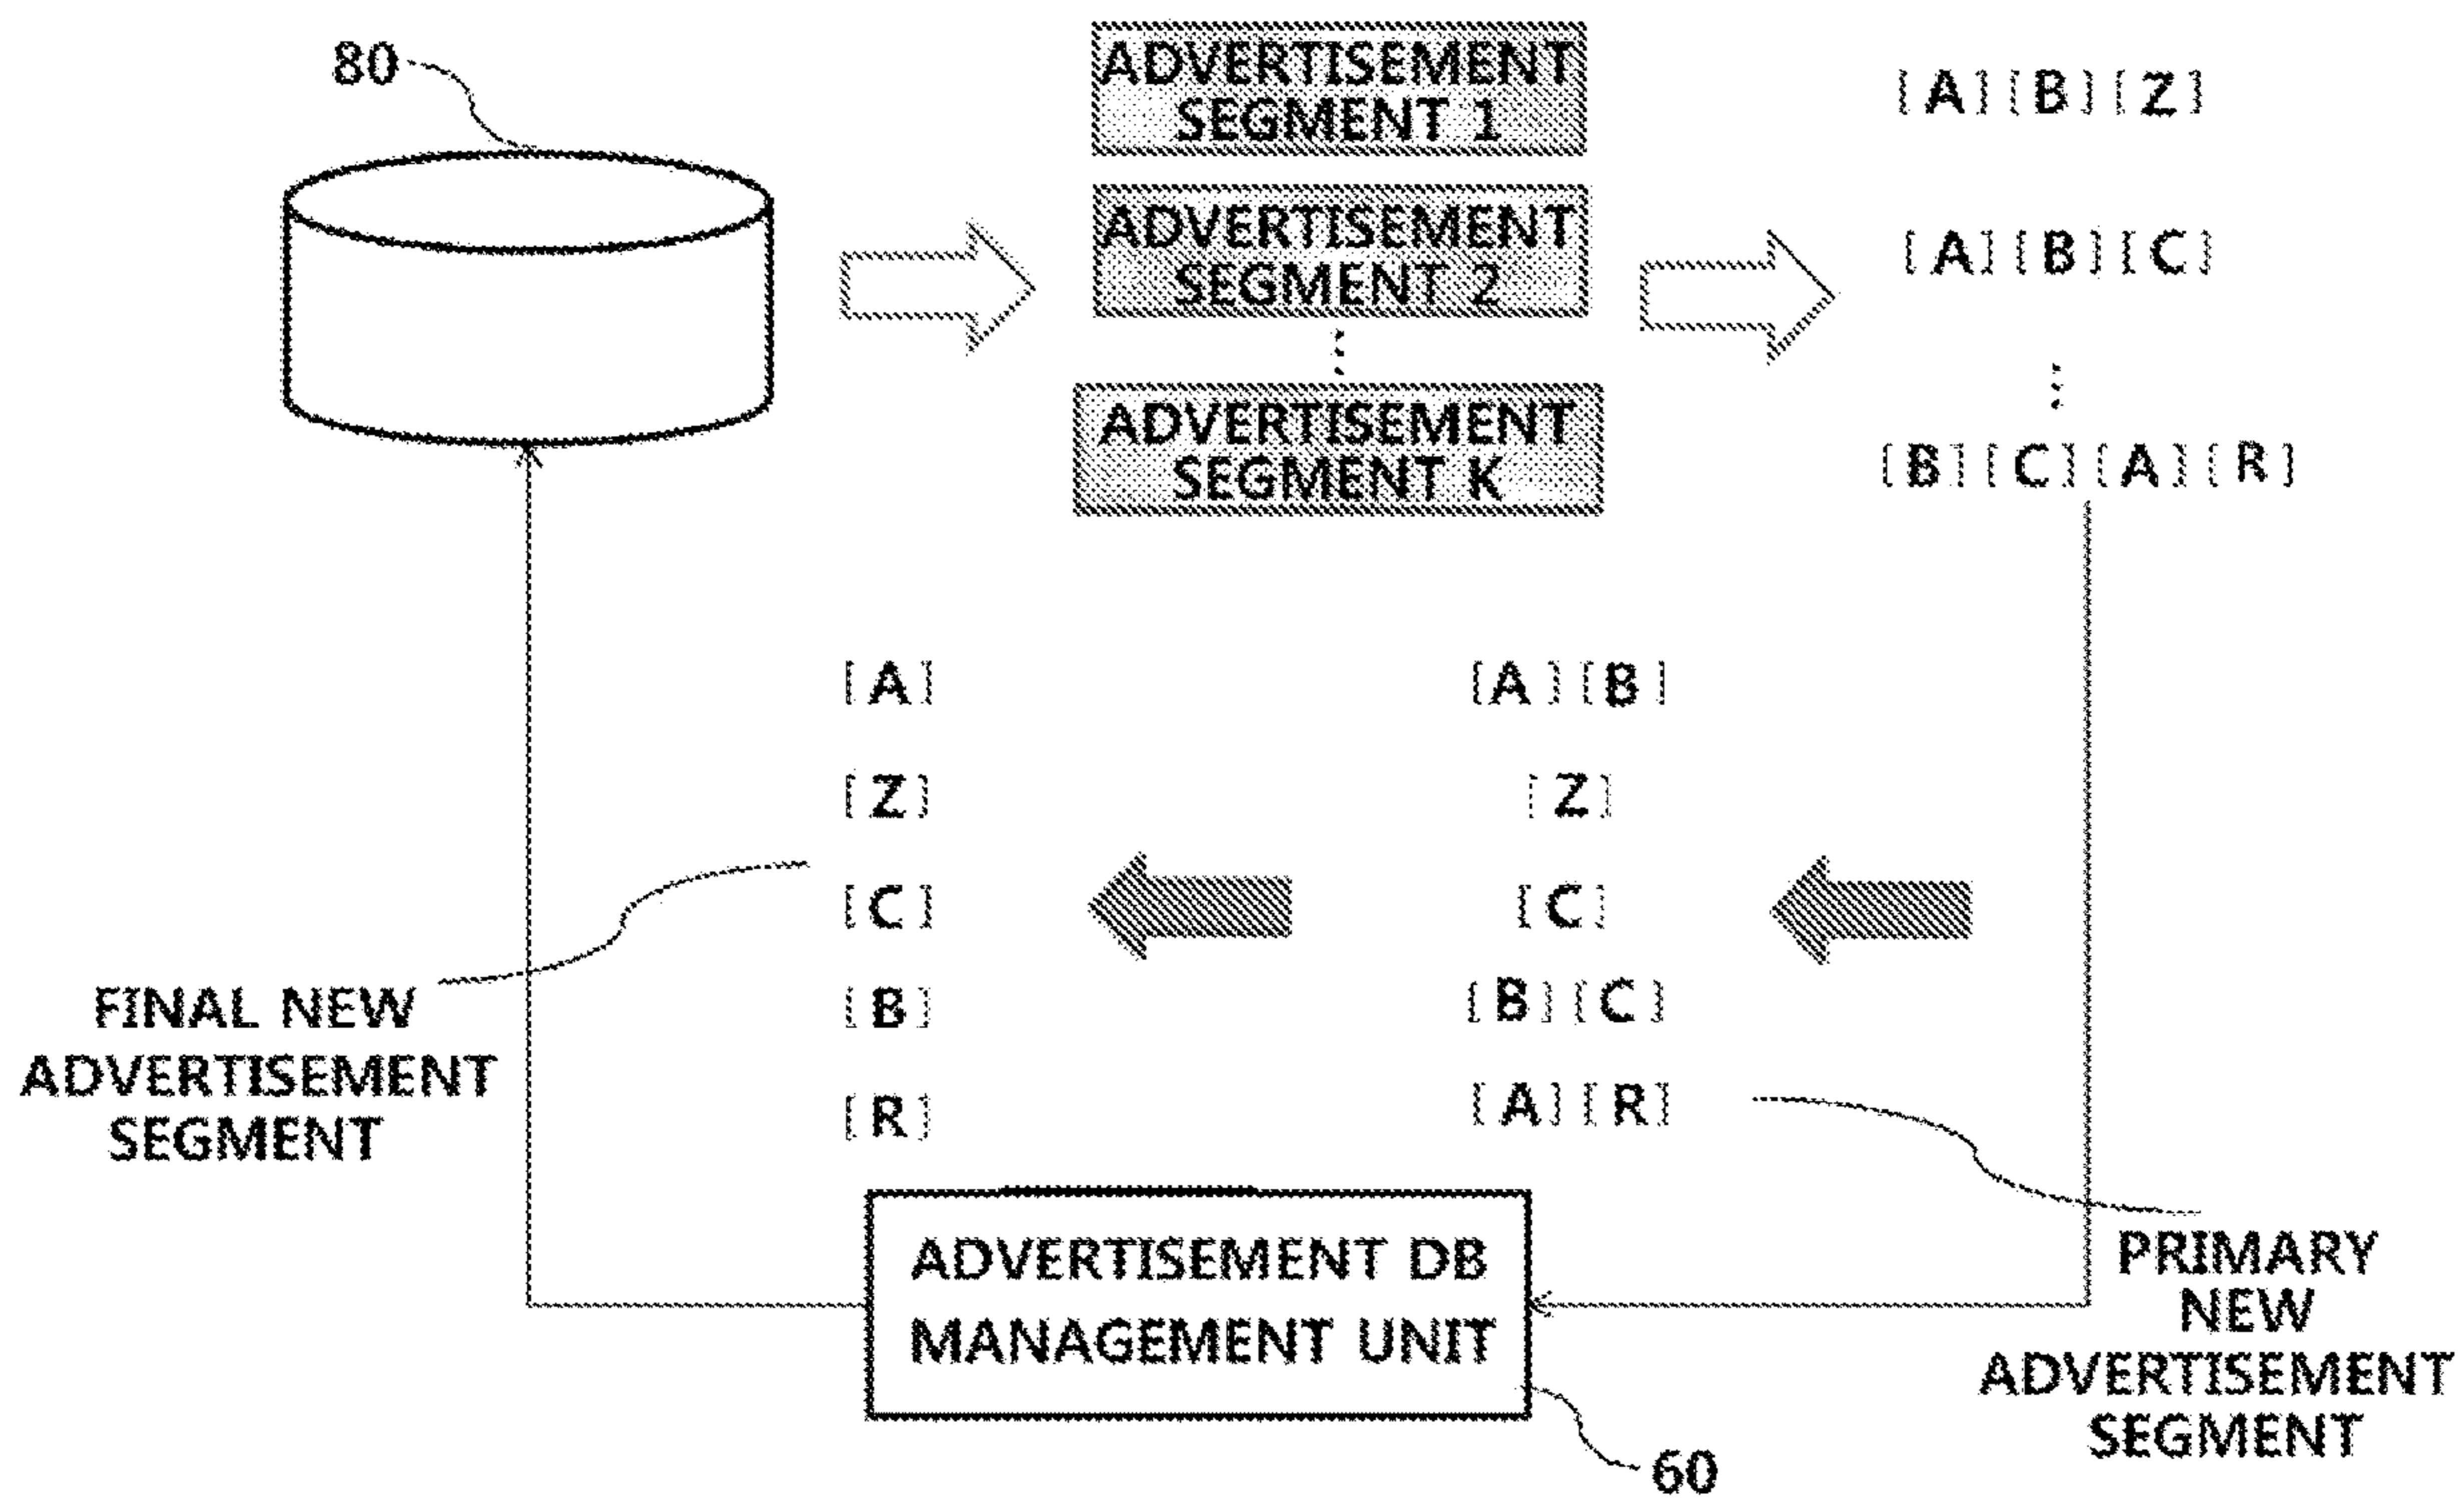 80
ADVERTISEMENT
SEGMENT 1
[A][B][Z]
ADVERTISEMENT
SEGMENT 2
[A][B][C]
ADVERTISEMENT
SEGMENT K
[B][C][A][R]
[A]
[A][B]
[Z]
[Z]
[C]
[C]
[B]
[B][C]
[R]
[A][R]
FINAL NEW
ADVERTISEMENT
SEGMENT
ADVERTISEMENT DB
MANAGEMENT UNIT
60
PRIMARY
NEW
ADVERTISEMENT
SEGMENT